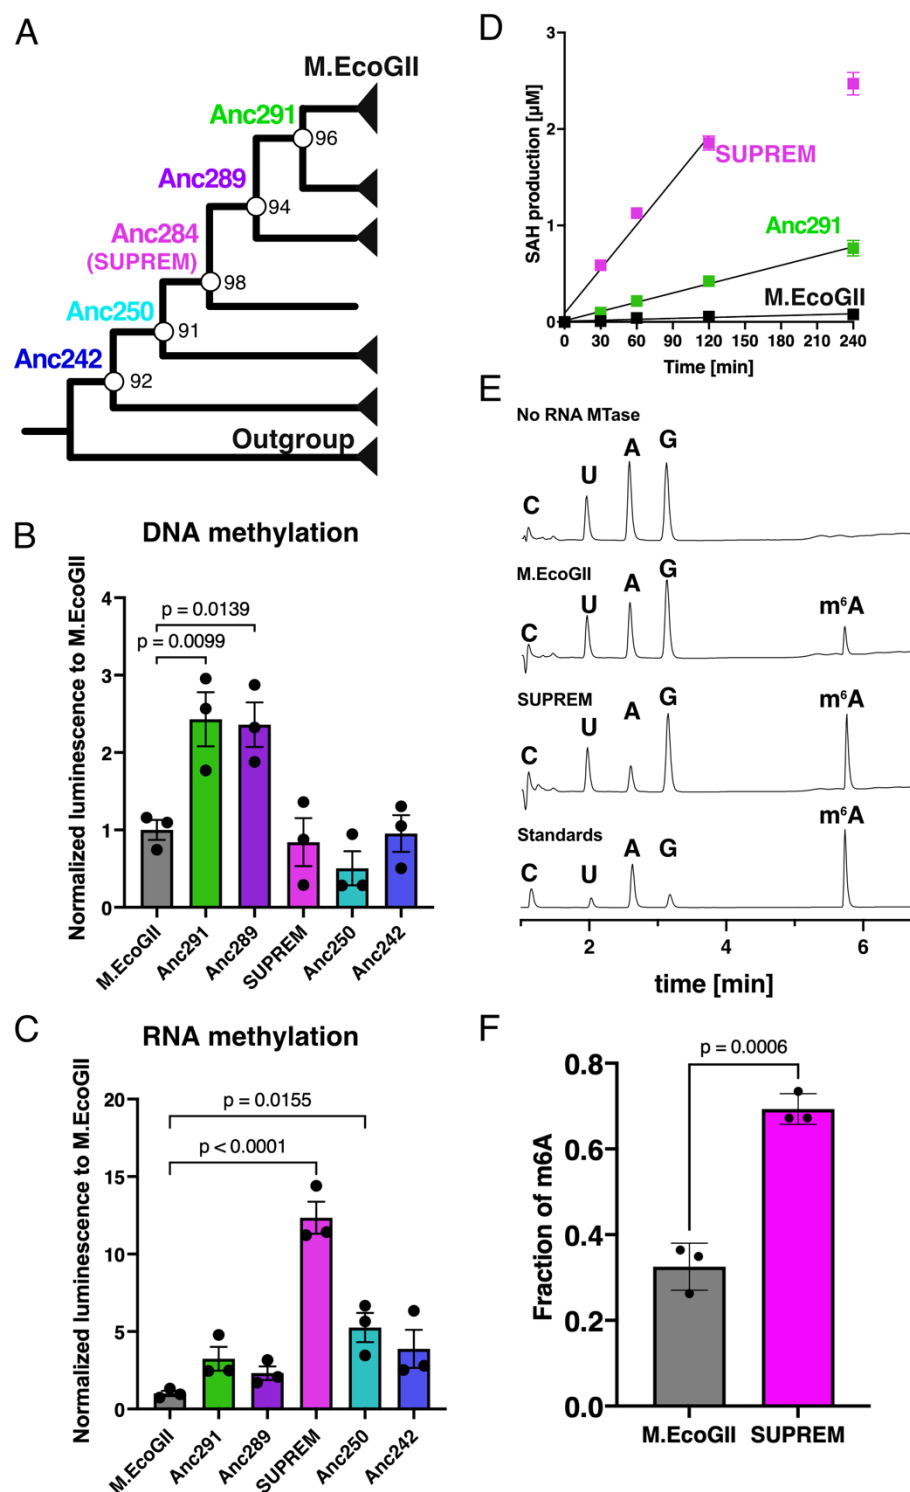 A
M.EcoGII
Anc291
96
Anc289
94
Anc284
(SUPREM)
98
Anc250
91
Anc242
92
Outgroup
B
DNA methylation
Normalized luminescence to M.EcoGII
4
3
2
1
0
p = 0.0139
p = 0.0099
M.EcoGII
Anc291
Anc289
SUPREM
Anc250
Anc242
C
RNA methylation
Normalized luminescence to M.EcoGII
20
15
10
5
0
p = 0.0155
p < 0.0001
M.EcoGII
Anc291
Anc289
SUPREM
Anc250
Anc242
D
SAH production [µM]
3
2
1
0
SUPREM
Anc291
M.EcoGII
0 30 60 90 120 150 180 210 240
Time [min]
E
No RNA MTase
C U A G
M.EcoGII
C U A G m⁶A
SUPREM
C U A G m⁶A
Standards
C U A G m⁶A
2 4 6
time [min]
F
Fraction of m6A
0.8
0.6
0.4
0.2
0.0
p = 0.0006
M.EcoGII SUPREM